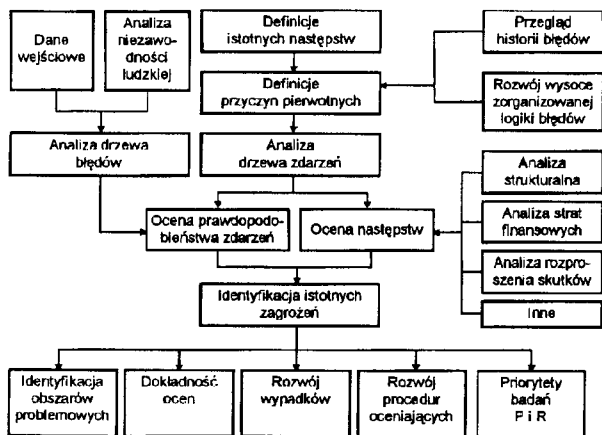 Dane
wejściowe
Analiza
niezawo-
dności
ludzkiej
Definicje
istotnych następstw
Przegląd
historii błędów
Definicje
przyczyn pierwotnych
Rozwój wysoce
zorganizowanej
logiki błędów
Analiza drzewa
błędów
Analiza
drzewa zdarzeń
Analiza
strukturalna
Ocena prawdopodo-
bieństwa zdarzeń
Ocena następstw
Analiza strat
finansowych
Analiza rozpro-
szenia skutków
Inne
Identyfikacja istotnych
zagrożeń
Identyfikacja
obszarów
problemowych
Dokładność
ocen
Rozwój
wypadków
Rozwój
procedur
oceniających
Priorytety
badań
P i R